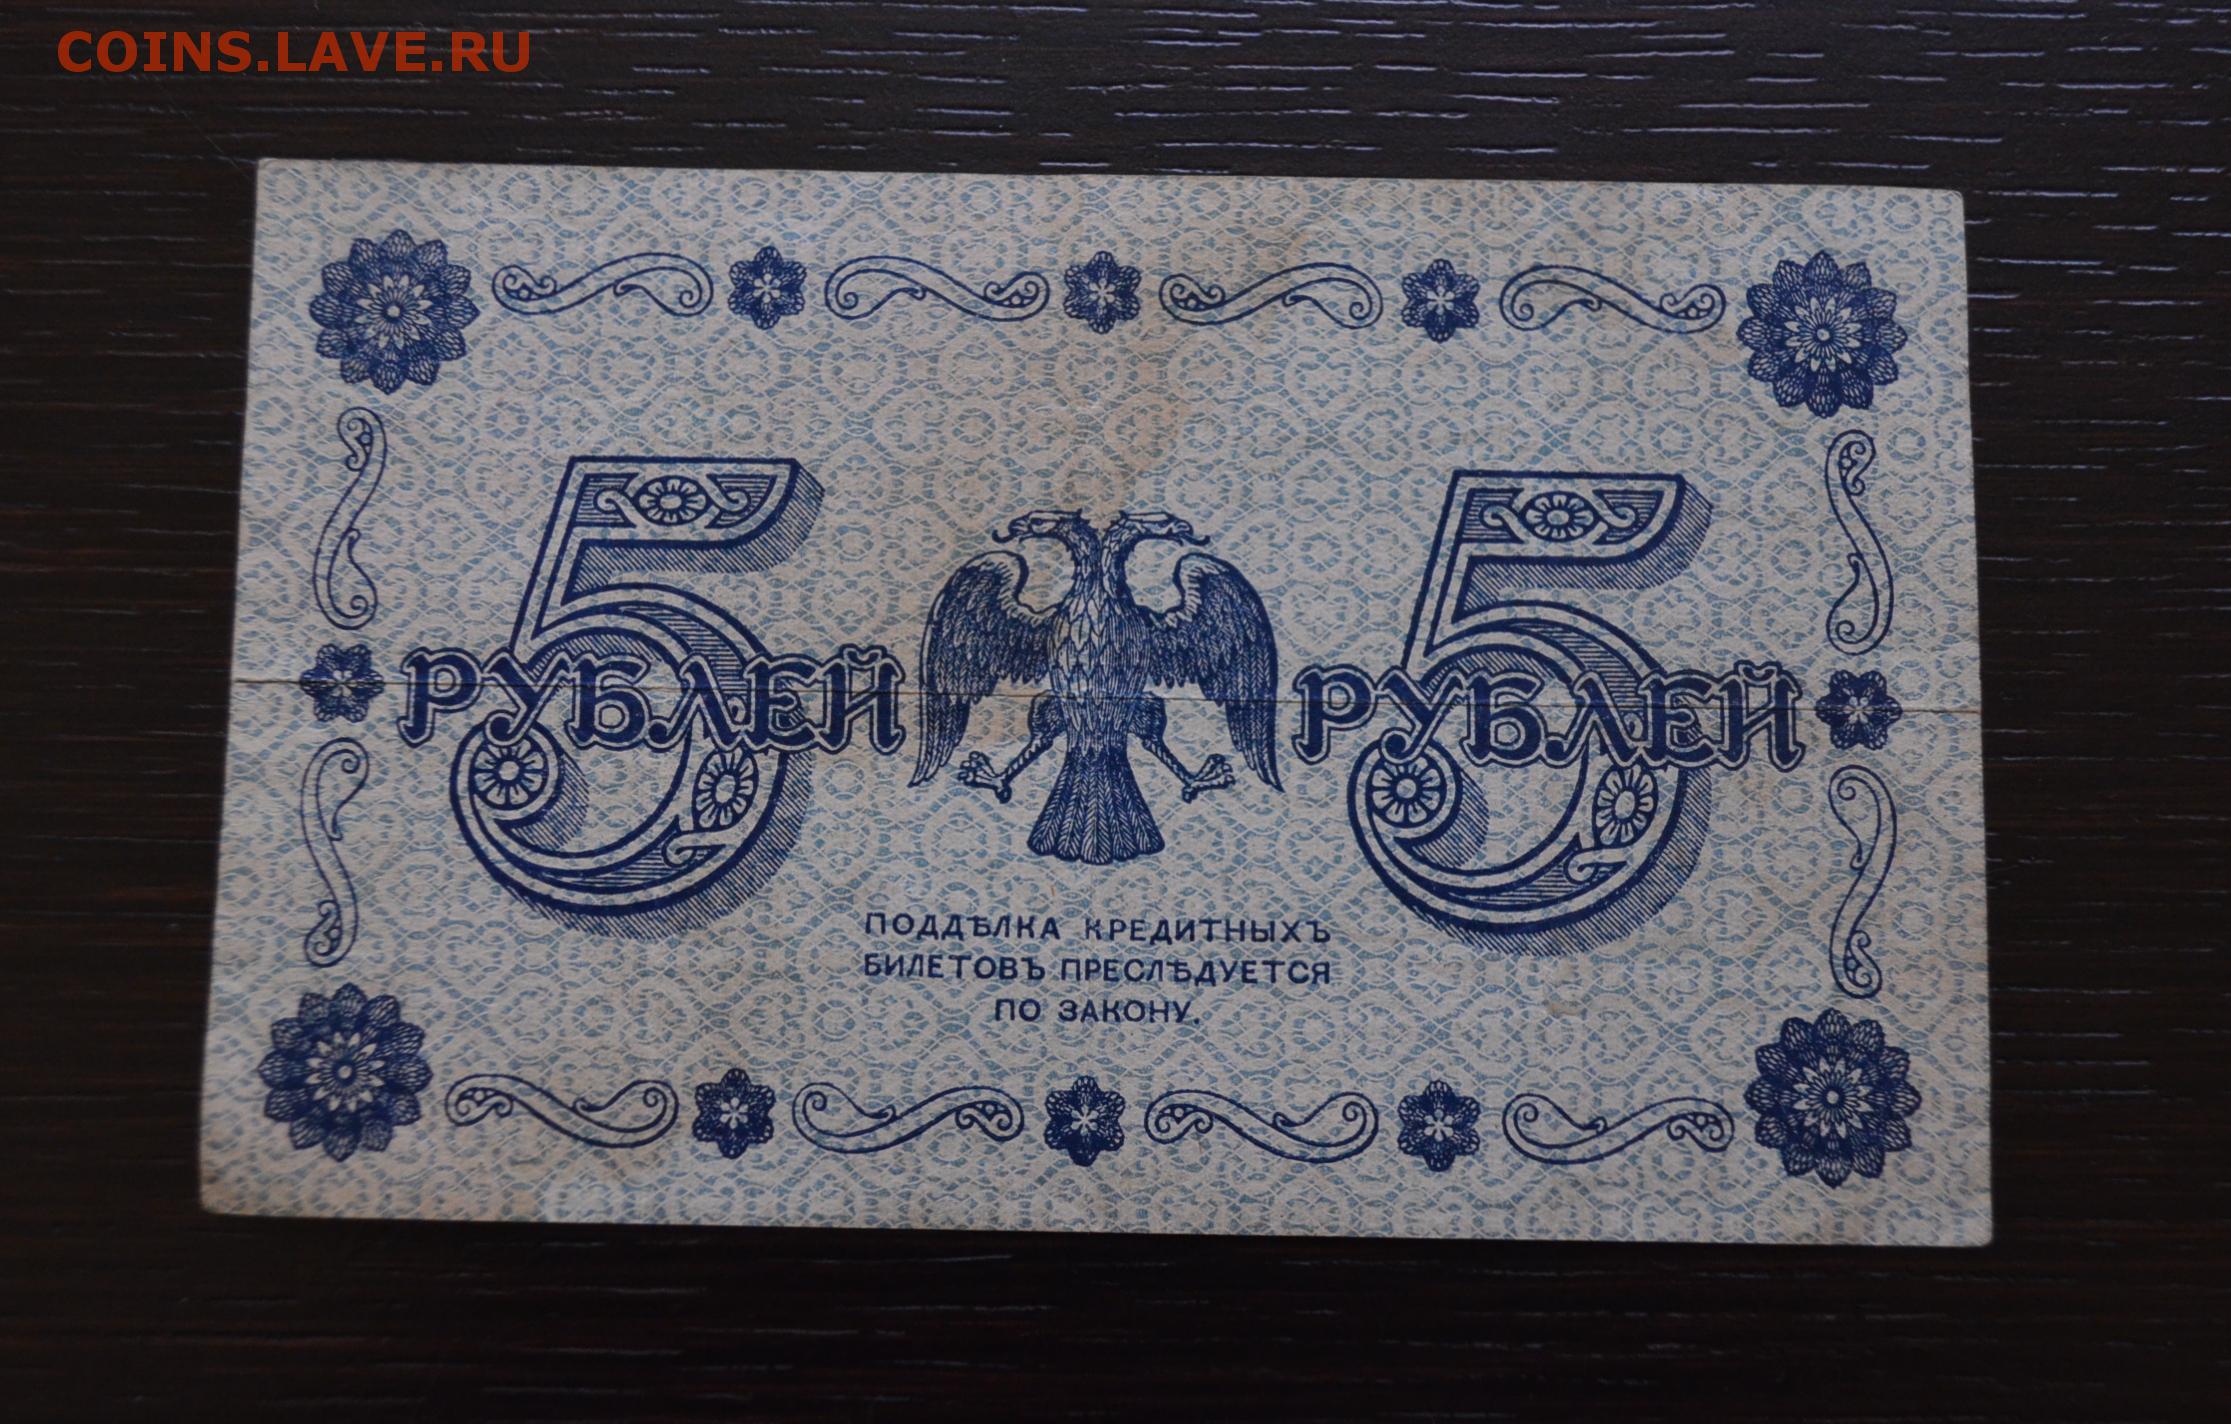 COINS.LAVE.RU
5 5
РУБЛЕЙ РУБЛЕЙ
ПОДДѢЛКА КРЕДИТНЫХЪ
БИЛЕТОВЪ ПРЕСЛѢДУЕТСЯ
ПО ЗАКОНУ.